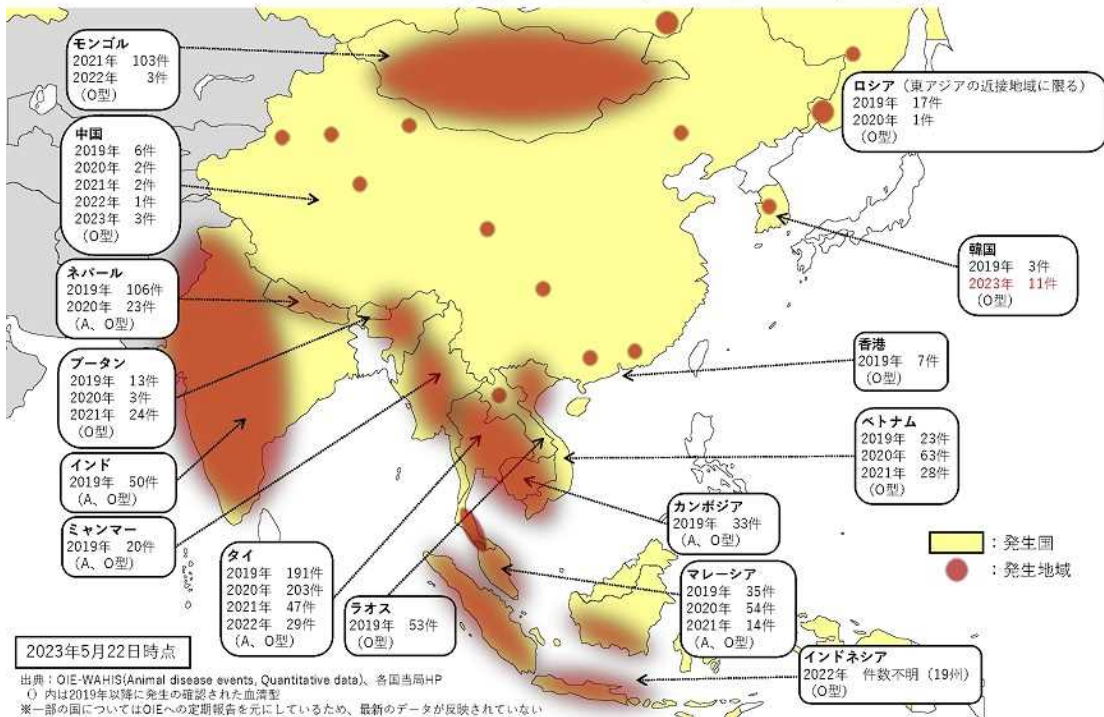 モンゴル
2021年 103件
2022年 3件
(O型)
中国
2019年 6件
2020年 2件
2021年 2件
2022年 1件
2023年 3件
(O型)
ネパール
2019年 106件
2020年 23件
(A、O型)
ブータン
2019年 13件
2020年 3件
2021年 24件
(O型)
インド
2019年 50件
(A、O型)
ミャンマー
2019年 20件
(A、O型)
タイ
2019年 191件
2020年 203件
2021年 47件
2022年 29件
(A、O型)
ラオス
2019年 53件
(O型)
ロシア（東アジアの近接地域に限る）
2019年 17件
2020年 1件
(O型)
韓国
2019年 3件
2023年 11件
(O型)
香港
2019年 7件
(O型)
ベトナム
2019年 23件
2020年 63件
2021年 28件
(O型)
カンボジア
2019年 33件
(A、O型)
マレーシア
2019年 35件
2020年 54件
2021年 14件
(A、O型)
インドネシア
2022年 件数不明（19州）
(O型)
：発生国
：発生地域
2023年5月22日時点
出典：OIE-WAHIS(Animal disease events, Quantitative data)、各国当局HP
() 内は2019年以降に発生の確認された血清型
※一部の国についてはOIEへの定期報告を元にしているため、最新のデータが反映されていない